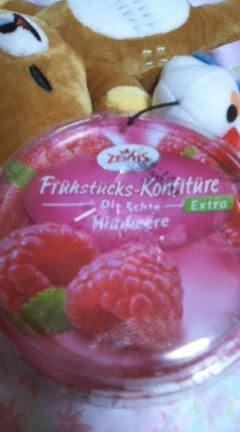 ZENTIS
Frühstücks-Konfitüre
Die Echte Extra
Himbeere